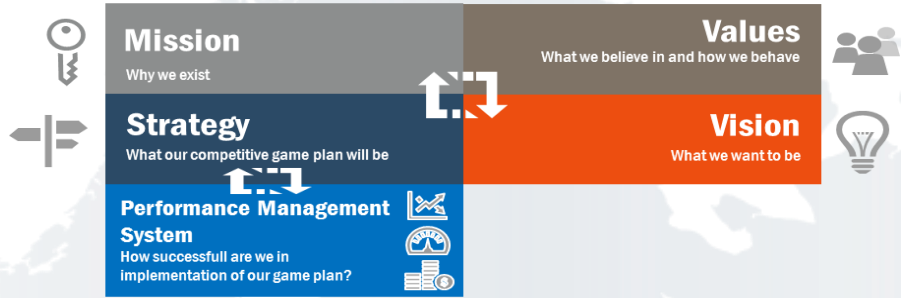 Mission
Why we exist
Values
What we believe in and how we behave
Strategy
What our competitive game plan will be
Vision
What we want to be
Performance Management
System
How successfull are we in
implementation of our game plan?
$